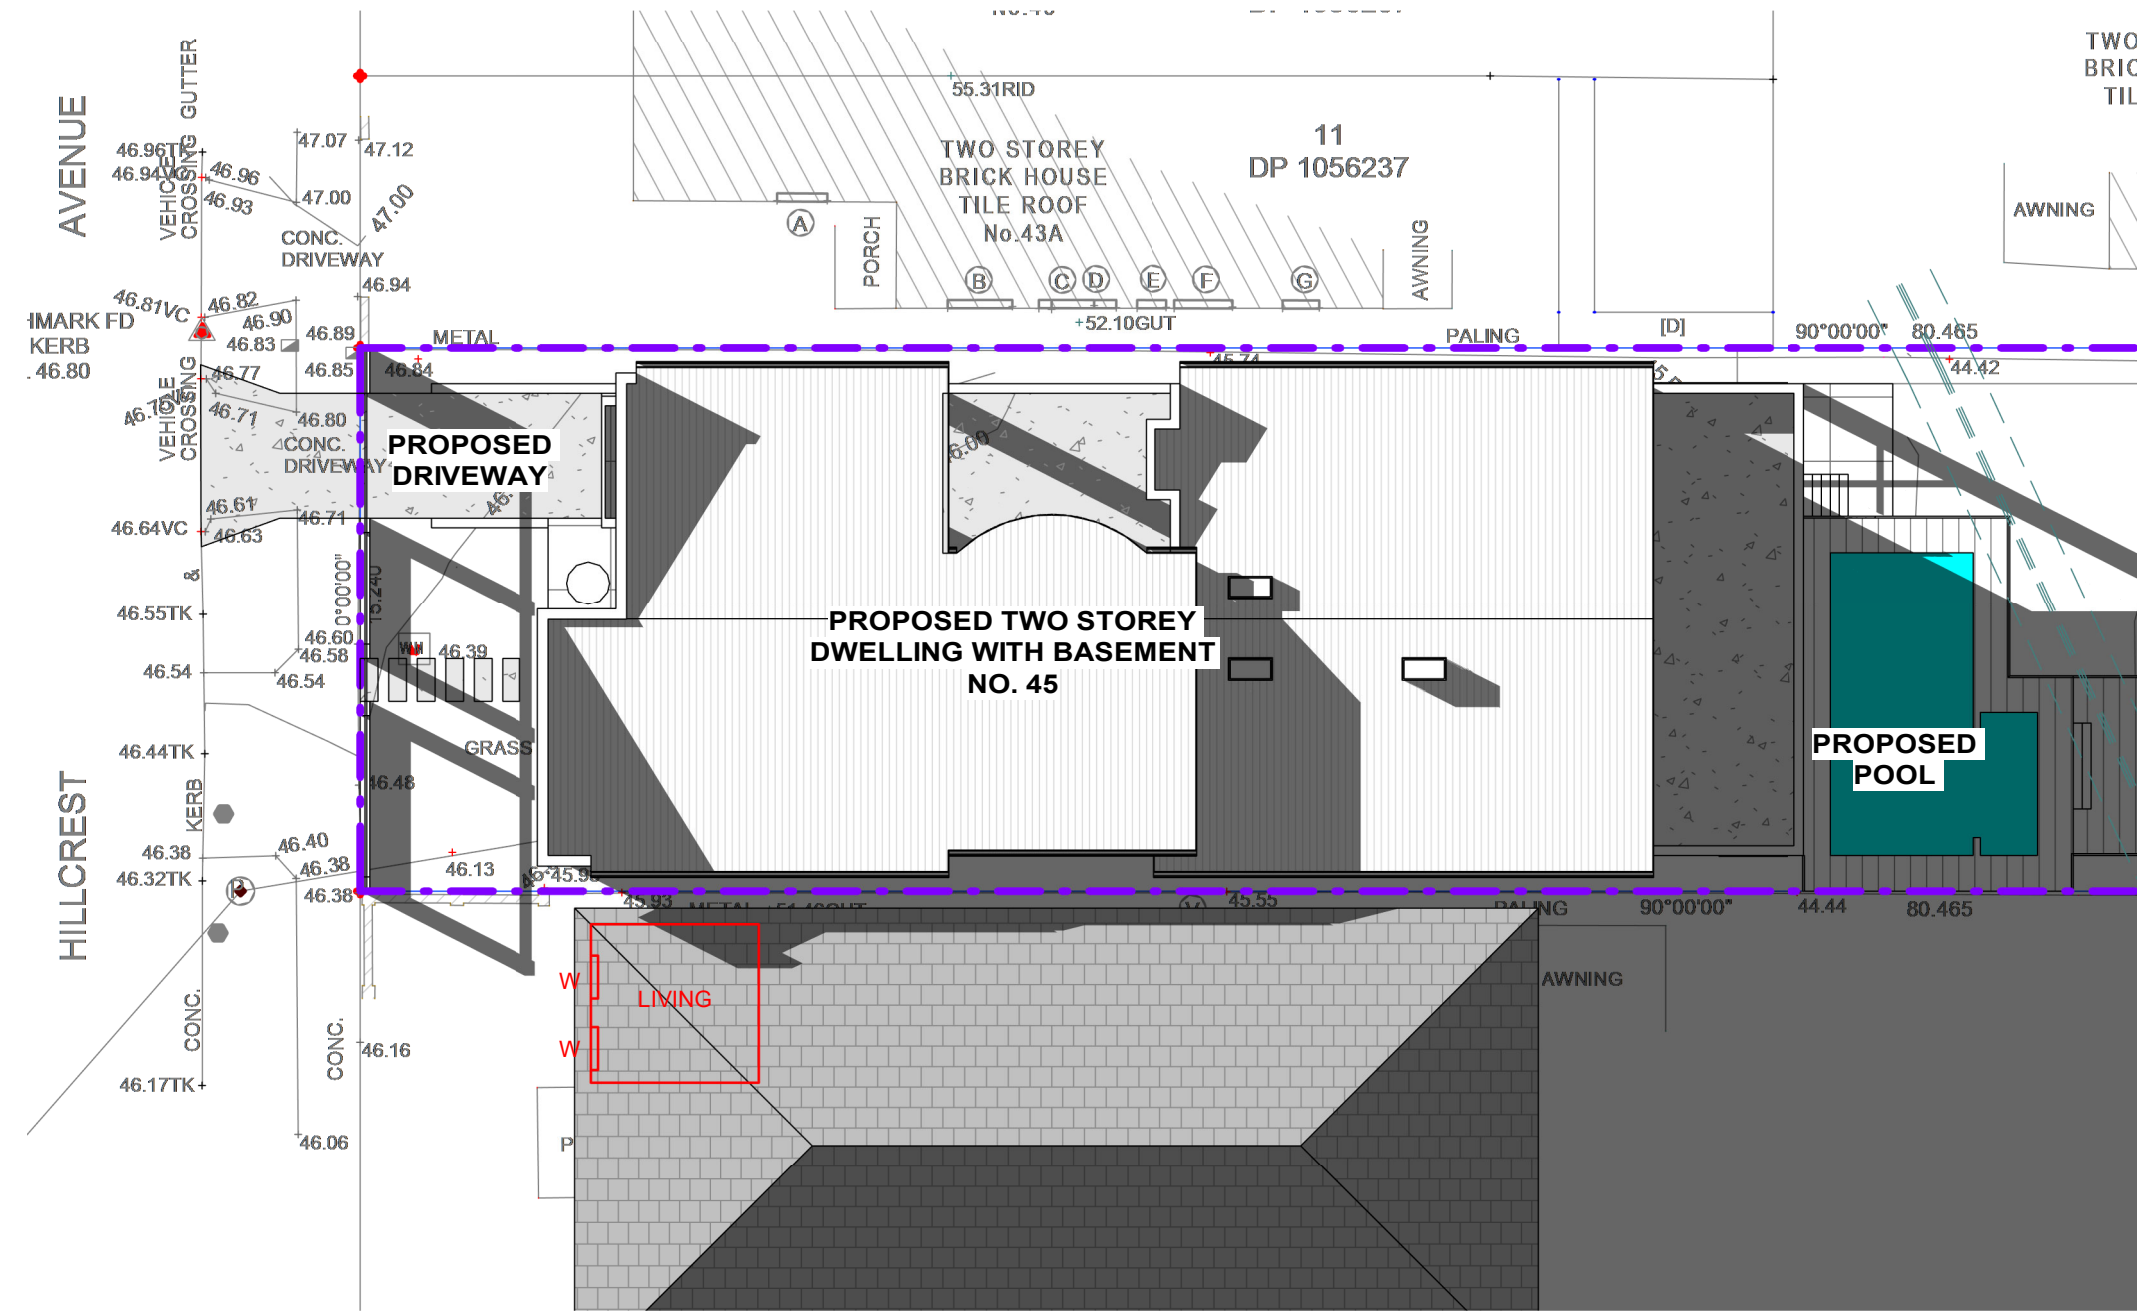 TWO STOREY
BRICK HOUSE
TILE ROOF
No.43A
11
DP 1056237
55.31RID
PORCH
AWNING
AWNING
A
B
C
D
E
F
G
52.10GUT
METAL
PALING
[D]
90°00'00"
80.465
44.42
AVENUE
HILLCREST
VEHICLE
CROSSING
GUTTER
46.96
46.93
47.07
47.12
47.00
47.00
CONC.
DRIVEWAY
46.94
46.81VC
46.82
46.90
46.89
46.83
46.85
46.84
KERB
46.80
46.77
46.71
46.80
VEHICLE
CROSSING
CONC.
DRIVEWAY
PROPOSED
DRIVEWAY
46.61
46.71
46.64VC
46.63
&
46.55TK
15.240
46.60
46.58
46.39
46.54
46.54
PROPOSED TWO STOREY
DWELLING WITH BASEMENT
NO. 45
PROPOSED
POOL
GRASS
46.44TK
46.48
KERB
46.40
46.38
46.38
46.38
46.32TK
46.13
45.93
45.55
PALING
90°00'00"
44.44
80.465
CONC.
CONC.
46.16
46.17TK
46.06
W
W
LIVING
P
AWNING